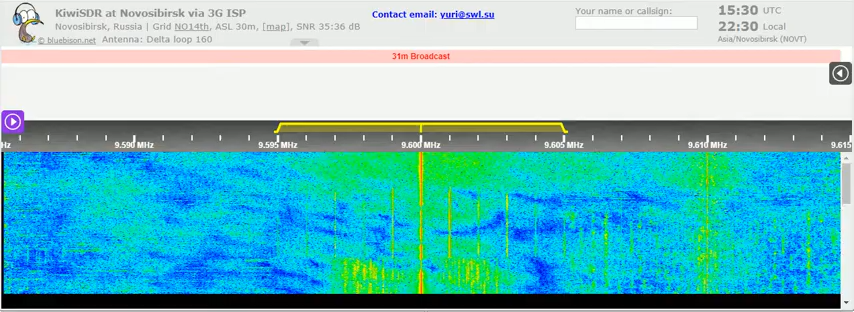 KiwiSDR at Novosibirsk via 3G ISP
Novosibirsk, Russia | Grid NO14th, ASL 30m, [map], SNR 35:36 dB
© bluebison.net Antenna: Delta loop 160
Contact email: yuri@swl.su
Your name or callsign:
15:30 UTC
22:30 Local
Asia/Novosibirsk (NOVT)
31m Broadcast
Hz 9.590 MHz 9.595 MHz 9.600 MHz 9.605 MHz 9.610 MHz 9.615